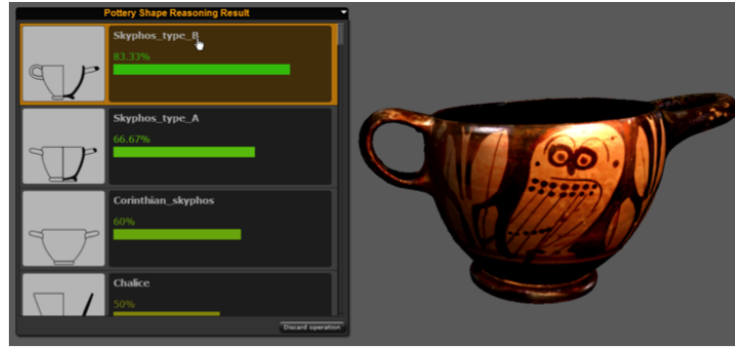 Pottery Shape Reasoning Result
Skyphos_type_B
83.33%
Skyphos_type_A
66.67%
Corinthian_skyphos
60%
Chalice
50%
Discard operation